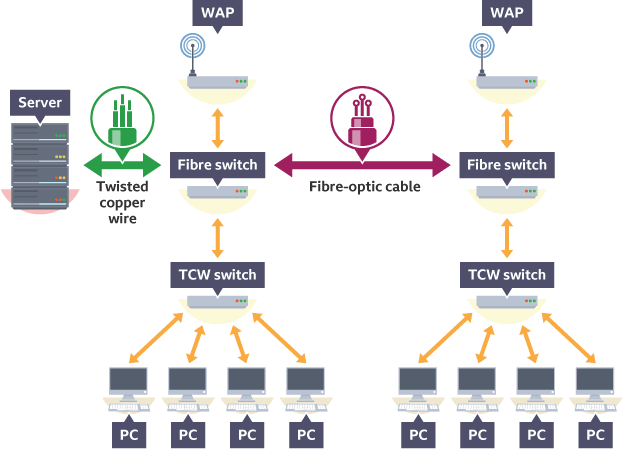 WAP
WAP
Server
Fibre switch
Fibre switch
Twisted
copper
wire
Fibre-optic cable
TCW switch
TCW switch
PC
PC
PC
PC
PC
PC
PC
PC